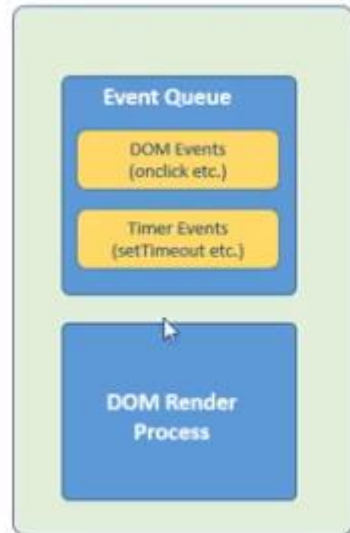 Event Queue
DOM Events
(onclick etc.)
Timer Events
(setTimeout etc.)
DOM Render
Process